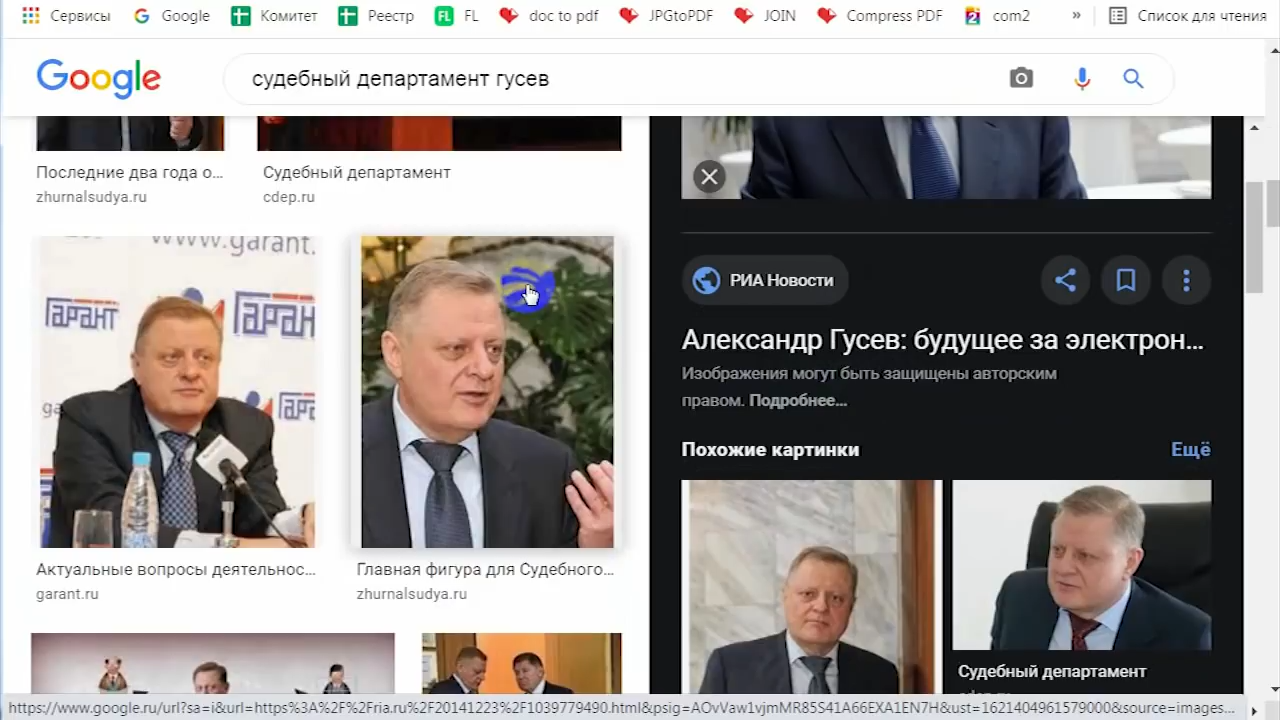 Сервисы Google Комитет Реестр FL doc to pdf JPGtoPDF JOIN Compress PDF com2 » Список для чтения
Google
судебный департамент гусев
Последние два года о...
zhurnalsudya.ru
Судебный департамент
cdep.ru
www.garant.
Гарант
Гарант
РИА Новости
Александр Гусев: будущее за электрон...
Изображения могут быть защищены авторским
правом. Подробнее...
Похожие картинки
Ещё
Актуальные вопросы деятельнос...
garant.ru
Главная фигура для Судебного...
zhurnalsudya.ru
Судебный департамент
https://www.google.ru/url?sa=i&url=https%3A%2F%2Fria.ru%2F20141223%2F1039779490.html&psig=AOvVaw1vjmMR85S41A66EXA1EN7H&ust=1621404961579000&source=images...